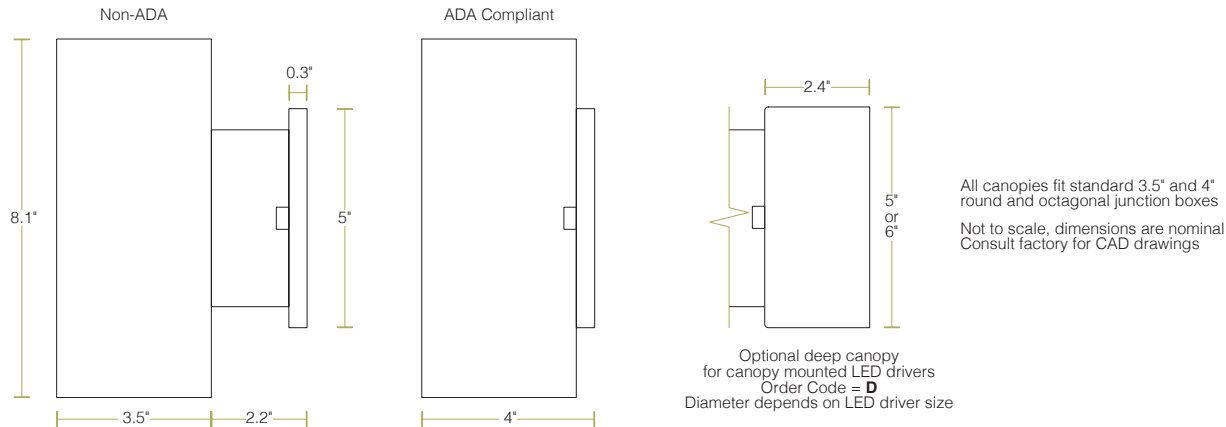 Non-ADA
ADA Compliant
0.3"
2.4"
8.1"
5"
5"
or
6"
All canopies fit standard 3.5" and 4"
round and octagonal junction boxes
Not to scale, dimensions are nominal
Consult factory for CAD drawings
Optional deep canopy
for canopy mounted LED drivers
Order Code = D
Diameter depends on LED driver size
3.5"
2.2"
4"